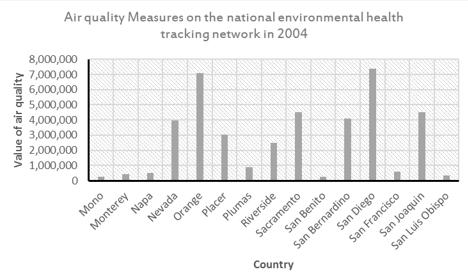 Air quality Measures on the national environmental health
tracking network in 2004
Value of air quality
8,000,000
7,000,000
6,000,000
5,000,000
4,000,000
3,000,000
2,000,000
1,000,000
0
Mono
Monterey
Napa
Nevada
Orange
Placer
Plumas
Riverside
Sacramento
San Benito
San Bernardino
San Diego
San Francisco
San Joaquin
San Luis Obispo
Country